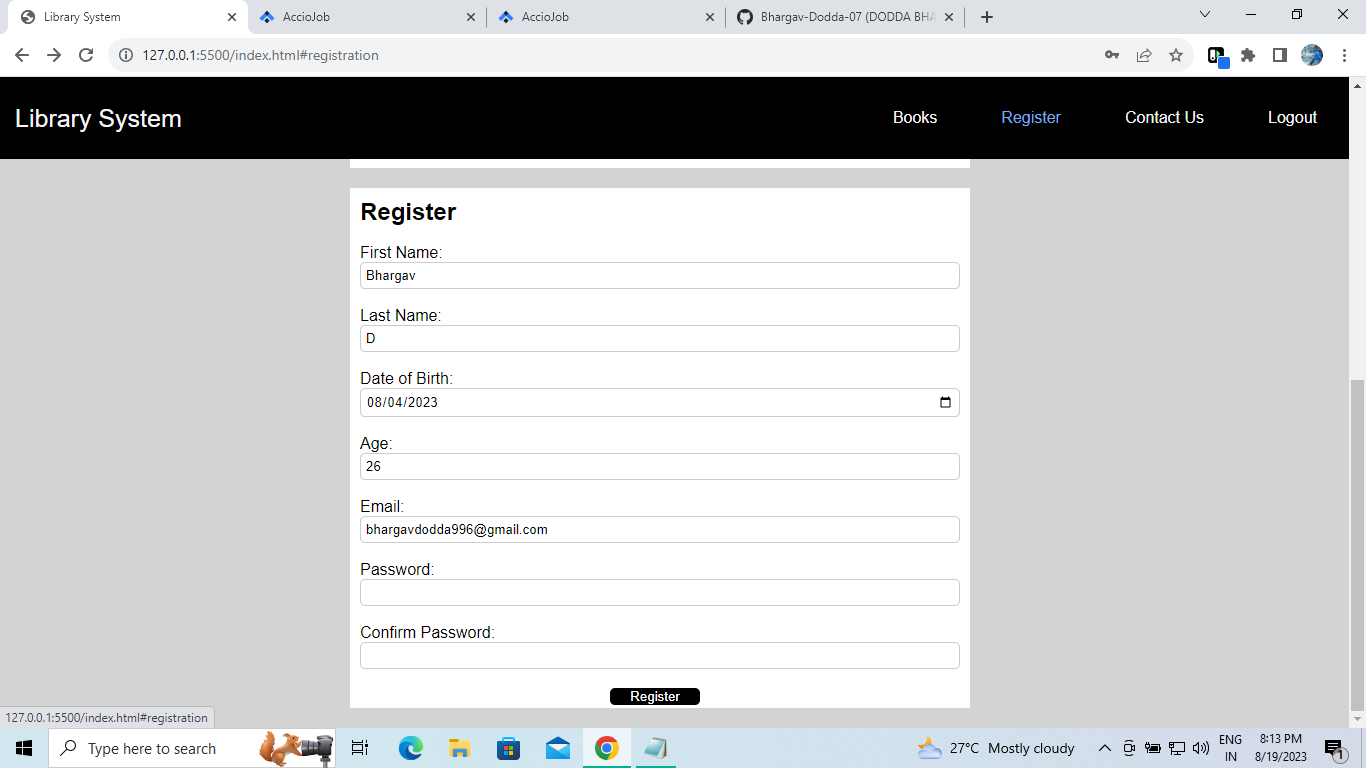 Library System
AccioJob
AccioJob
Bhargav-Dodda-07 (DODDA BHA
127.0.0.1:5500/index.html#registration
Library System
Books
Register
Contact Us
Logout
Register
First Name:
Bhargav
Last Name:
D
Date of Birth:
08/04/2023
Age:
26
Email:
bhargavdodda996@gmail.com
Password:
Confirm Password:
Register
127.0.0.1:5500/index.html#registration
Type here to search
27°C Mostly cloudy
ENG
IN
8:13 PM
8/19/2023
1